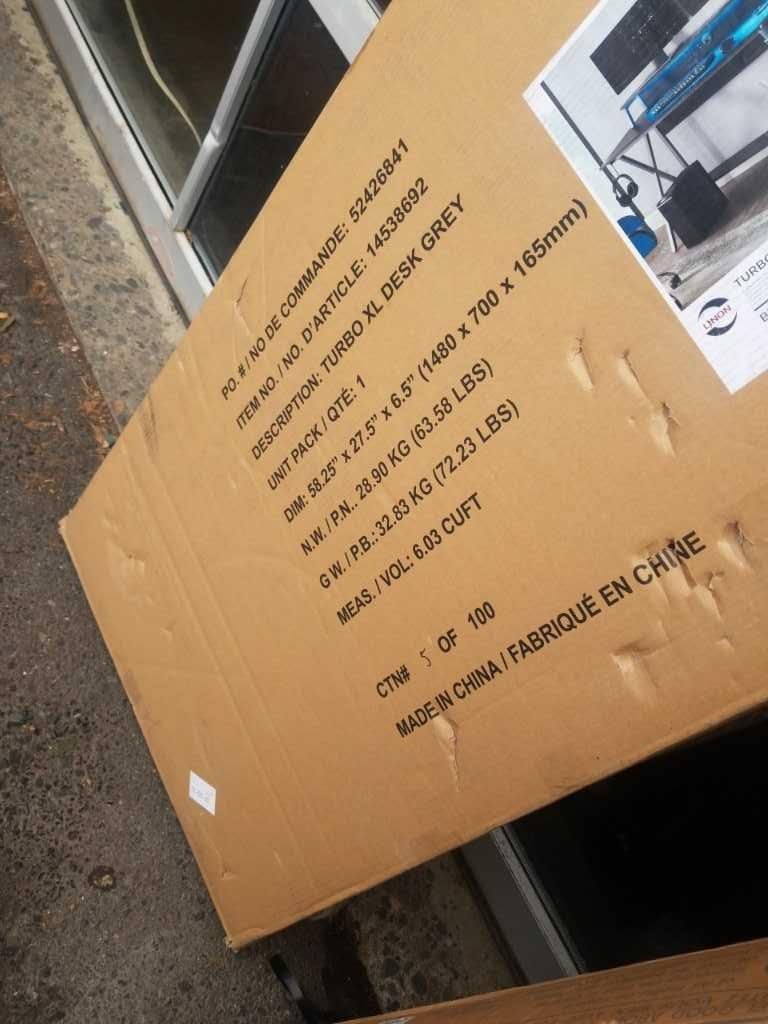 PO. # / NO DE COMMANDE: 52426841
ITEM NO. / NO. D'ARTICLE: 14538692
DESCRIPTION: TURBO XL DESK GREY
UNIT PACK / QTÉ: 1
DIM: 58.25" x 27.5" x 6.5" (1480 x 700 x 165mm)
N.W. / P.N.. 28.90 KG (63.58 LBS)
G W. / P.B.: 32.83 KG (72.23 LBS)
MEAS. / VOL: 6.03 CUFT
CTN# 5 OF 100
MADE IN CHINA / FABRIQUÉ EN CHINE
LINON
TURBO